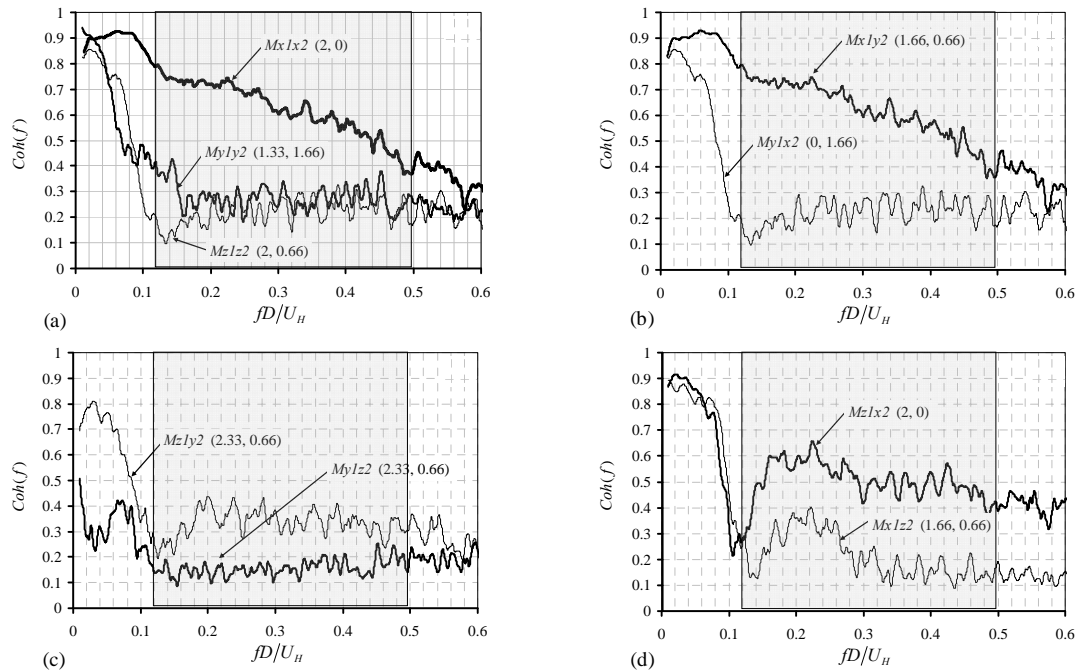 1
0.9
0.8
0.7
0.6
0.5
0.4
0.3
0.2
0.1
0
Coh(f)
Mx1x2 (2, 0)
My1y2 (1.33, 1.66)
Mz1z2 (2, 0.66)
0 0.1 0.2 0.3 0.4 0.5 0.6
fD/U_H
(a)
1
0.9
0.8
0.7
0.6
0.5
0.4
0.3
0.2
0.1
0
Coh(f)
Mx1y2 (1.66, 0.66)
My1x2 (0, 1.66)
0 0.1 0.2 0.3 0.4 0.5 0.6
fD/U_H
(b)
1
0.9
0.8
0.7
0.6
0.5
0.4
0.3
0.2
0.1
0
Coh(f)
Mz1y2 (2.33, 0.66)
My1z2 (2.33, 0.66)
0 0.1 0.2 0.3 0.4 0.5 0.6
fD/U_H
(c)
1
0.9
0.8
0.7
0.6
0.5
0.4
0.3
0.2
0.1
0
Coh(f)
Mz1x2 (2, 0)
Mx1z2 (1.66, 0.66)
0 0.1 0.2 0.3 0.4 0.5 0.6
fD/U_H
(d)